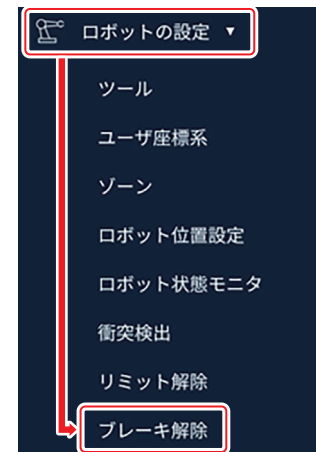 ロボットの設定 ▼
ツール
ユーザ座標系
ゾーン
ロボット位置設定
ロボット状態モニタ
衝突検出
リミット解除
ブレーキ解除